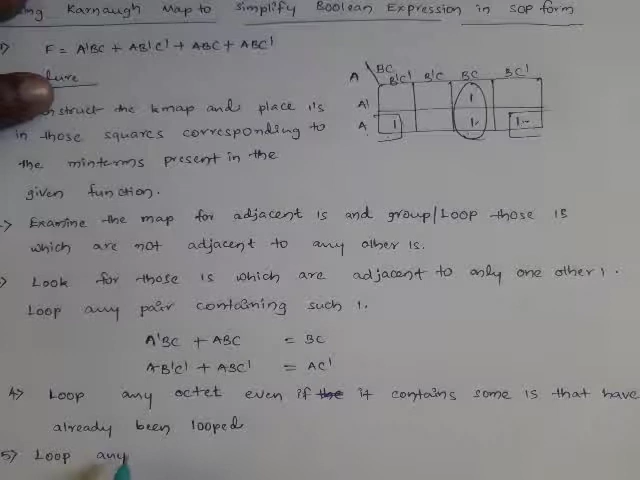 Karnaugh Map to Simplify Boolean Expression in SOP form
F = A'BC + AB'C' + ABC + ABC'
A BC
B'C' B'C BC BC'
A' 1
A 1 1 1
the kmap and place 1s
in those squares corresponding to
the minterms present in the
given function.
Examine the map for adjacent 1s and group/Loop those 1s
which are not adjacent to any other 1s.
Look for those 1s which are adjacent to only one other 1.
Loop any pair containing such 1.
A'BC + ABC = BC
AB'C' + ABC' = AC'
4) Loop any octet even if it contains some 1s that have
already been looped
5) Loop any